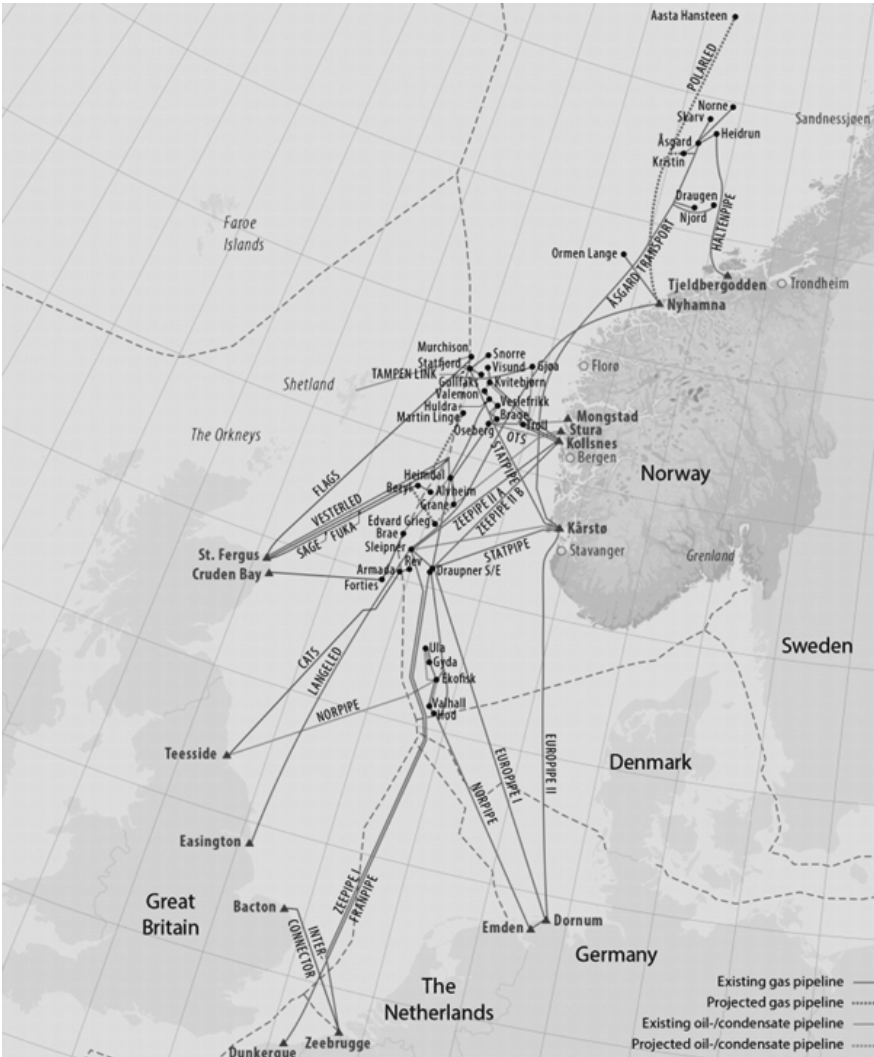 Aasta Hansteen
POLARLED
Norne
Skarv
Sandnessjøen
Åsgard
Heidrun
Kristin
Draugen
Njord
HALTENPIPE
Faroe
Islands
Ormen Lange
ÅSGARD TRANSPORT
Tjeldbergodden
Trondheim
Nyhamna
Murchison
Snorre
Statfjord
Visund
Gjøa
Florø
TAMPEN LINK
Gullfaks
Kvitebjørn
Shetland
Valemon
Huldra
Veslefrikk
Martin Linge
Brage
Mongstad
Oseberg
Troll
Stura
OTS
Kollsnes
The Orkneys
Bergen
STATPIPE
FLAGS
Heimdal
Norway
Beryl
Alvheim
VESTERLED
Grane
ZEEPIPE II A
ZEEPIPE II B
SAGE
FUKA
Edvard Grieg
Brae
Kårstø
St. Fergus
Sleipner
STATPIPE
Stavanger
Grenland
Rev
Cruden Bay
Armada
Draupner S/E
Forties
Sweden
CATS
LANGELED
Ula
Gyda
Ekofisk
NORPIPE
Valhall
Hod
Teesside
Denmark
EUROPIPE I
EUROPIPE II
NORPIPE
Easington
Great
Britain
ZEEPIPE I
FRANPIPE
Bacton
INTER-
CONNECTOR
Emden
Dornum
Germany
The
Netherlands
Existing gas pipeline
Projected gas pipeline
Existing oil-/condensate pipeline
Projected oil-/condensate pipeline
Zeebrugge
Dunkerque